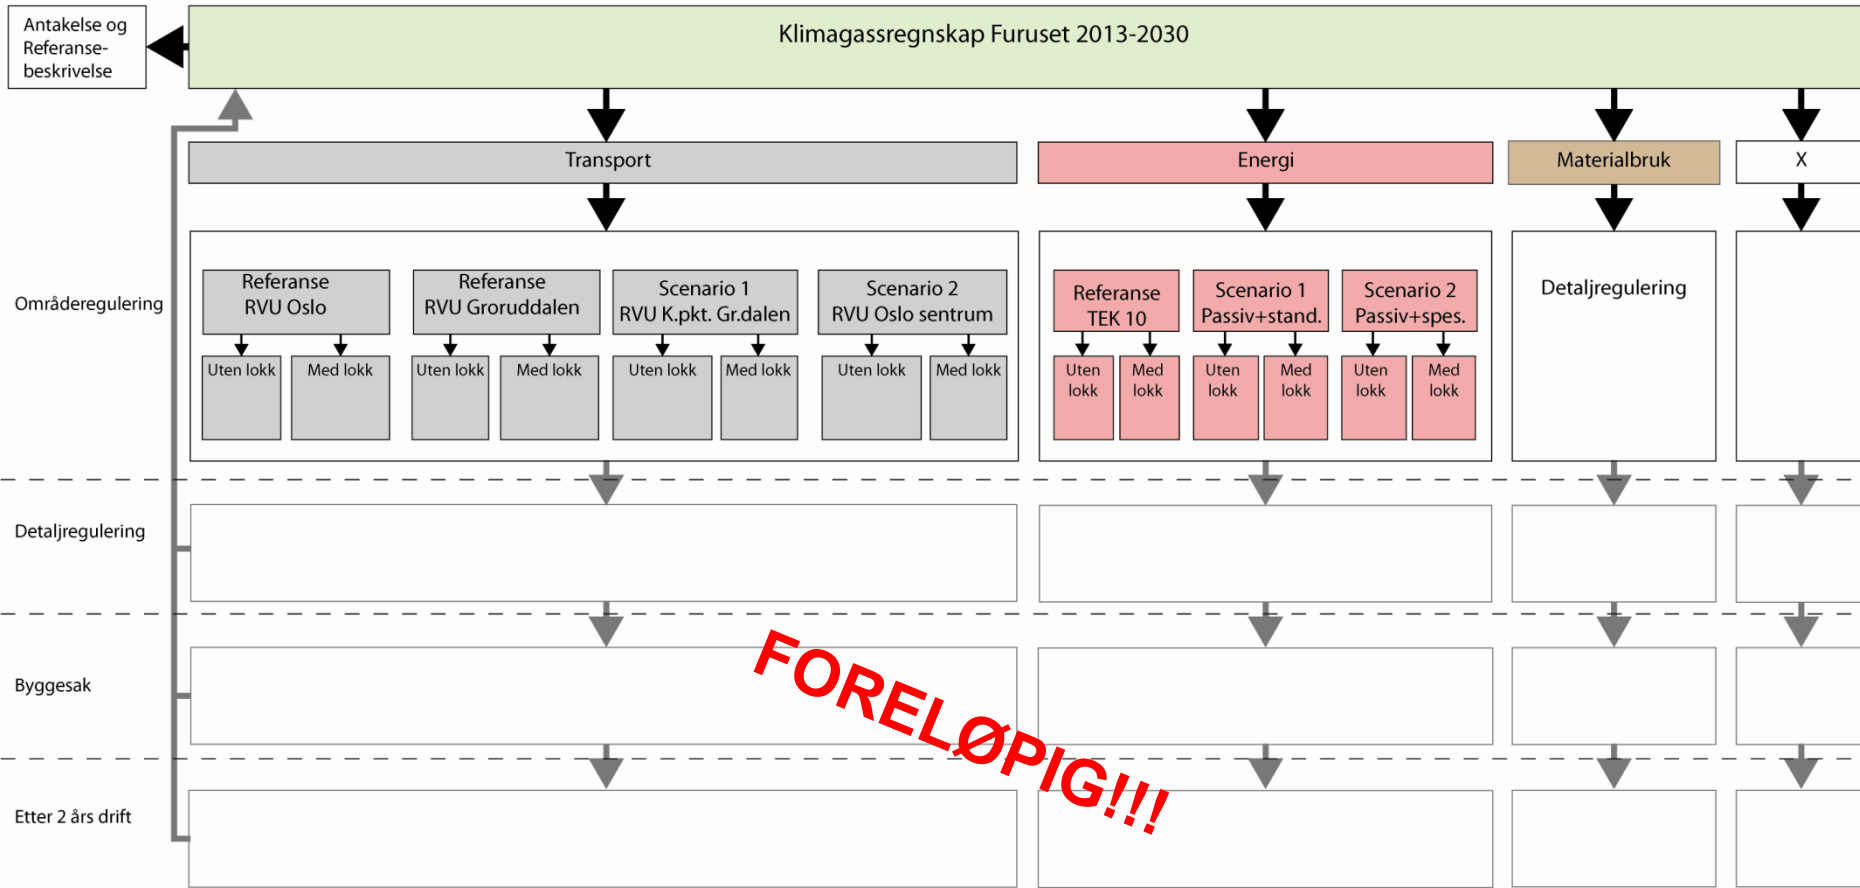 Antakelse og
Referanse-
beskrivelse
Klimagassregnskap Furuset 2013-2030
Transport
Energi
Materialbruk
X
Områderegulering
Referanse
RVU Oslo
Referanse
RVU Groruddalen
Scenario 1
RVU K.pkt. Gr.dalen
Scenario 2
RVU Oslo sentrum
Referanse
TEK 10
Scenario 1
Passiv+stand.
Scenario 2
Passiv+spes.
Detaljregulering
Uten lokk
Med lokk
Uten lokk
Med lokk
Uten lokk
Med lokk
Uten lokk
Med lokk
Uten
lokk
Med
lokk
Uten
lokk
Med
lokk
Uten
lokk
Med
lokk
Detaljregulering
Byggesak
FORELØPIG!!!
Etter 2 års drift